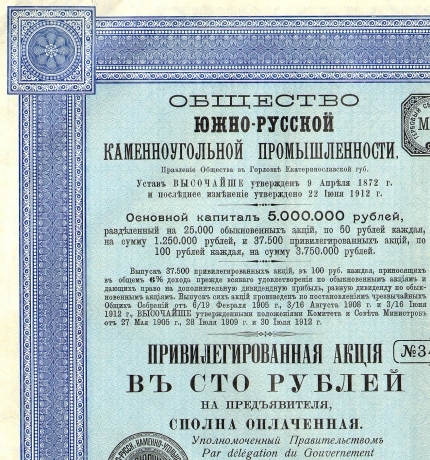 ОБЩЕСТВО
ЮЖНО-РУССКОЙ
КАМЕННОУГОЛЬНОЙ ПРОМЫШЛЕННОСТИ.
Правленіе Общества въ Горловкѣ Екатеринославской губ.
Уставъ ВЫСОЧАЙШЕ утвержденъ 9 Апрѣля 1872 г.
и послѣднее измѣненіе утверждено 22 Іюня 1912 г.
Основной капиталъ 5.000.000 рублей,
раздѣленный на 25.000 обыкновенныхъ акцій, по 50 рублей каждая,
на сумму 1.250.000 рублей, и 37.500 привилегированныхъ акцій, по
100 рублей каждая, на сумму 3.750.000 рублей.
Выпускъ 37.500 привилегированныхъ акцій, въ 100 руб. каждая, приносящихъ
въ общемъ 6% дохода прежде всякаго удовлетворенія по обыкновеннымъ акціямъ и
дающихъ право на дополнительную дивидендную прибыль, равную дивиденду по обык-
новеннымъ акціямъ. Выпускъ сихъ акцій произведенъ по постановленіямъ чрезвычайныхъ
Общихъ Собраній отъ 6/19 Февраля 1905 г., 3/16 Августа 1908 г. и 3/16 Іюня
1912 г., ВЫСОЧАЙШЕ утвержденными положеніями Комитета и Совѣта Министровъ
отъ 27 Мая 1905 г., 28 Іюля 1909 г. и 30 Іюля 1912 г.
ПРИВИЛЕГИРОВАННАЯ АКЦІЯ
№34
ВЪ СТО РУБЛЕЙ
НА ПРЕДЪЯВИТЕЛЯ,
СПОЛНА ОПЛАЧЕННАЯ.
Уполномоченный Правительствомъ
Par délégation du Gouvernement